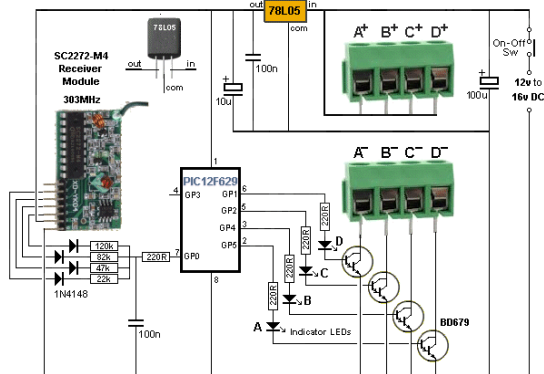 out
78L05
in
com
78L05
out
in
com
SC2272-M4
Receiver
Module
303MHz
100n
10u
A+ B+ C+ D+
100u
On-Off
Sw
12v to
16v DC
1
PIC12F629
4
GP3
GP1
6
GP2
5
GP4
3
GP5
2
7
GP0
8
220R
220R
220R
220R
220R
120k
82k
47k
22k
1N4148
100n
D
C
B
A
Indicator LEDs
A- B- C- D-
BD679